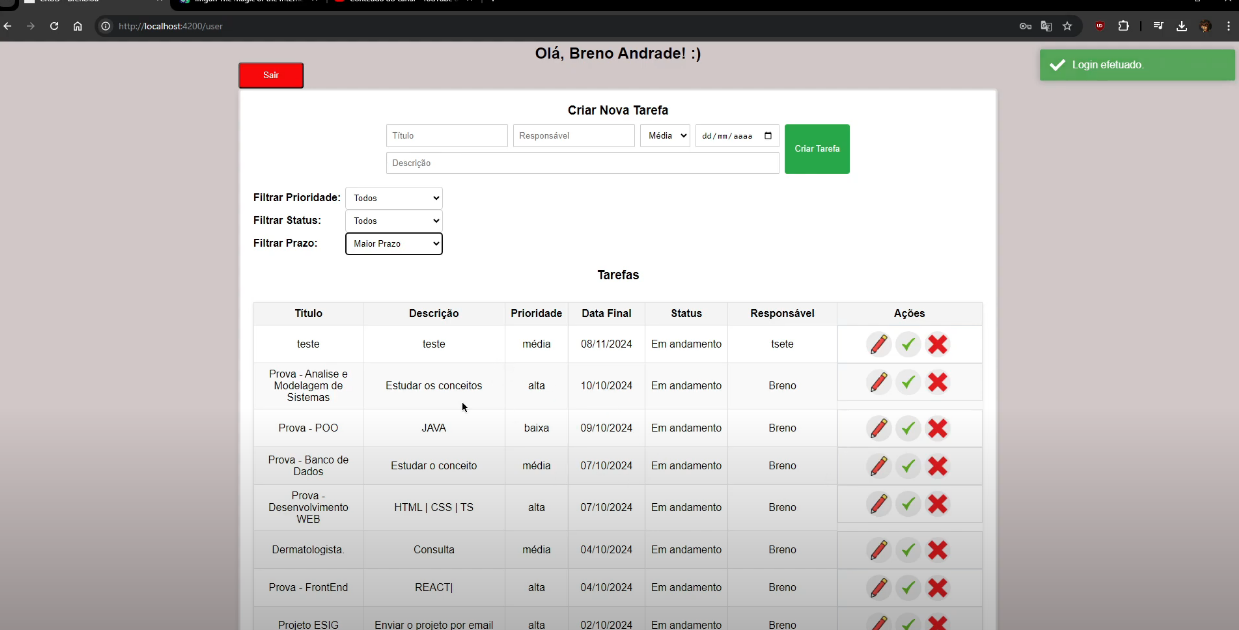 http://localhost:4200/user
Olá, Breno Andrade! :)
Login efetuado.
Sair
Criar Nova Tarefa
Título Responsável Média dd/mm/aaaa
Criar Tarefa
Descrição
Filtrar Prioridade: Todos
Filtrar Status: Todos
Filtrar Prazo: Maior Prazo
Tarefas
Título Descrição Prioridade Data Final Status Responsável Ações
teste teste média 08/11/2024 Em andamento tsete
Prova - Analise e
Modelagem de
Sistemas
Estudar os conceitos alta 10/10/2024 Em andamento Breno
Prova - POO JAVA baixa 09/10/2024 Em andamento Breno
Prova - Banco de
Dados
Estudar o conceito média 07/10/2024 Em andamento Breno
Prova -
Desenvolvimento
WEB
HTML | CSS | TS alta 07/10/2024 Em andamento Breno
Dermatologista. Consulta média 04/10/2024 Em andamento Breno
Prova - FrontEnd REACT| alta 04/10/2024 Em andamento Breno
Projeto ESIG Enviar o projeto por email alta 02/10/2024 Em andamento Breno